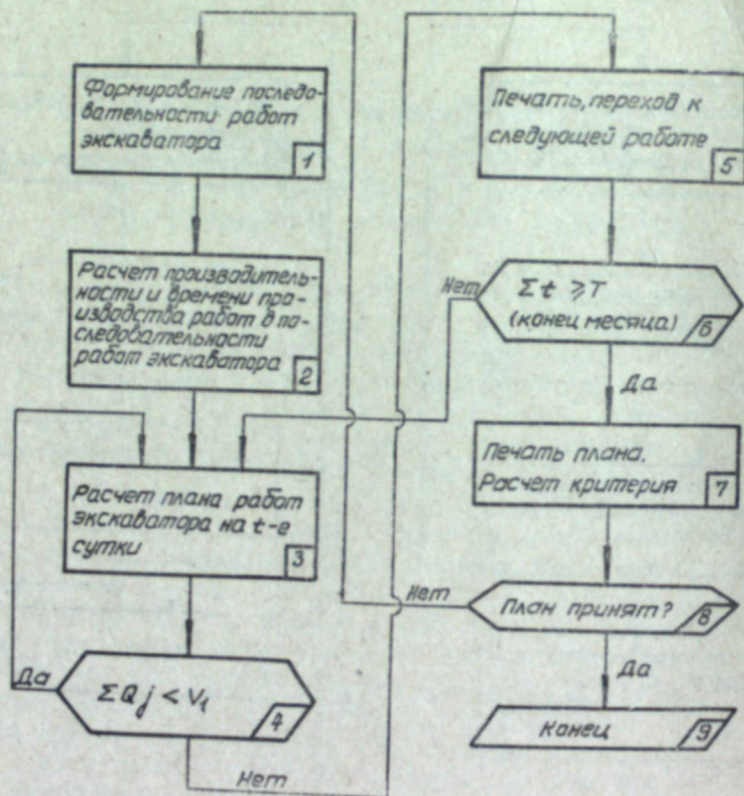 Формирование последо-
вательности работ
экскаватора
1
Расчет производитель-
ности и времени про-
изводства работ в по-
следовательности
работ экскаватора
2
Расчет плана работ
экскаватора на t-е
сутки
3
Да
ΣQj < V1
4
Нет
Печать, переход к
следующей работе
5
Нет
Σt ⩾ T
(конец месяца)
6
Да
Печать плана.
Расчет критерия
7
Нет
План принят?
8
Да
Конец
9